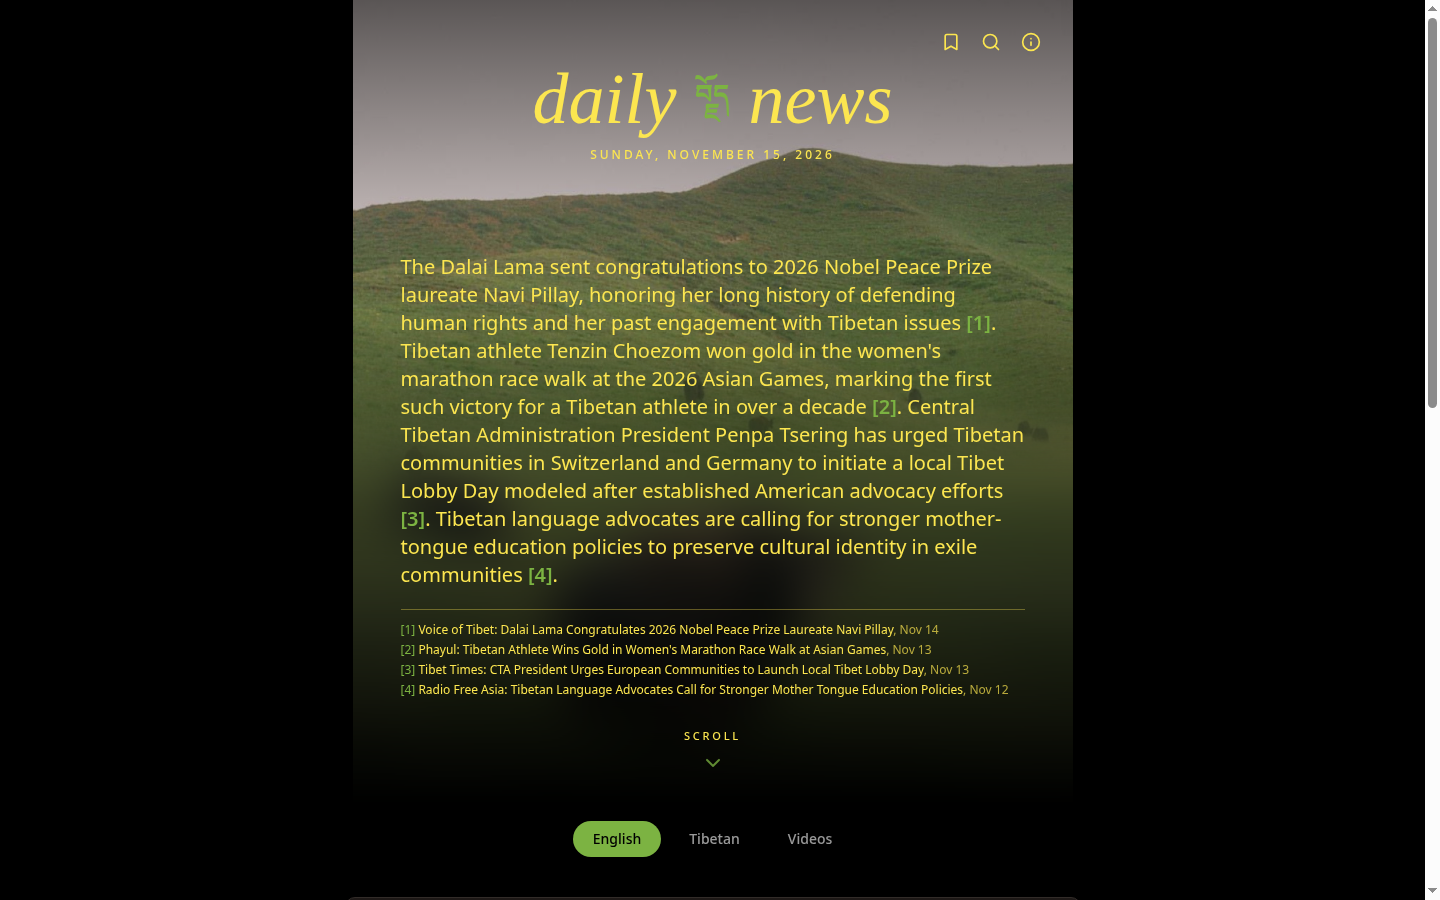 daily བོད news
SUNDAY, NOVEMBER 15, 2026
The Dalai Lama sent congratulations to 2026 Nobel Peace Prize
laureate Navi Pillay, honoring her long history of defending
human rights and her past engagement with Tibetan issues [1].
Tibetan athlete Tenzin Choezom won gold in the women's
marathon race walk at the 2026 Asian Games, marking the first
such victory for a Tibetan athlete in over a decade [2]. Central
Tibetan Administration President Penpa Tsering has urged Tibetan
communities in Switzerland and Germany to initiate a local Tibet
Lobby Day modeled after established American advocacy efforts
[3]. Tibetan language advocates are calling for stronger mother-
tongue education policies to preserve cultural identity in exile
communities [4].
[1] Voice of Tibet: Dalai Lama Congratulates 2026 Nobel Peace Prize Laureate Navi Pillay, Nov 14
[2] Phayul: Tibetan Athlete Wins Gold in Women's Marathon Race Walk at Asian Games, Nov 13
[3] Tibet Times: CTA President Urges European Communities to Launch Local Tibet Lobby Day, Nov 13
[4] Radio Free Asia: Tibetan Language Advocates Call for Stronger Mother Tongue Education Policies, Nov 12
SCROLL
English Tibetan Videos